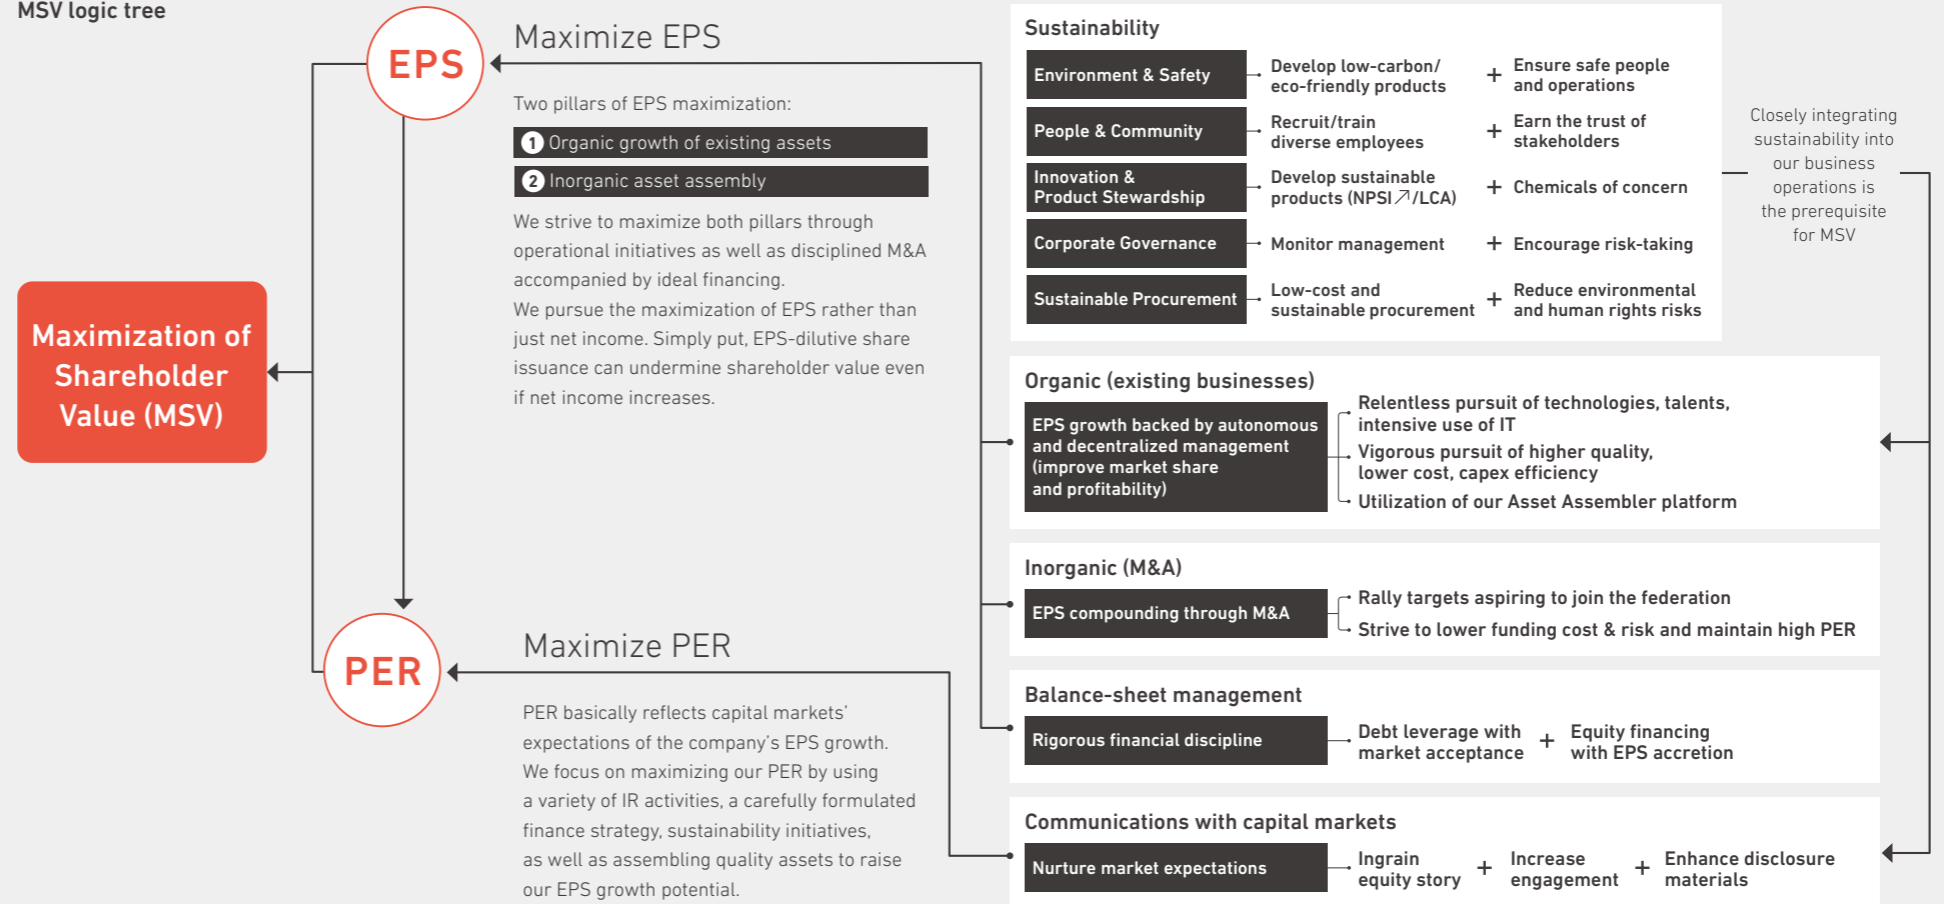 MSV logic tree
EPS
Maximize EPS
Two pillars of EPS maximization:
1 Organic growth of existing assets
2 Inorganic asset assembly
We strive to maximize both pillars through
operational initiatives as well as disciplined M&A
accompanied by ideal financing.
We pursue the maximization of EPS rather than
just net income. Simply put, EPS-dilutive share
issuance can undermine shareholder value even
if net income increases.
Maximization of
Shareholder
Value (MSV)
PER
Maximize PER
PER basically reflects capital markets'
expectations of the company's EPS growth.
We focus on maximizing our PER by using
a variety of IR activities, a carefully formulated
finance strategy, sustainability initiatives,
as well as assembling quality assets to raise
our EPS growth potential.
Sustainability
Environment & Safety
Develop low-carbon/
eco-friendly products
+
Ensure safe people
and operations
People & Community
Recruit/train
diverse employees
+
Earn the trust of
stakeholders
Innovation &
Product Stewardship
Develop sustainable
products (NPSI↗/LCA)
+
Chemicals of concern
Corporate Governance
Monitor management
+
Encourage risk-taking
Sustainable Procurement
Low-cost and
sustainable procurement
+
Reduce environmental
and human rights risks
Closely integrating
sustainability into
our business
operations is
the prerequisite
for MSV
Organic (existing businesses)
EPS growth backed by autonomous
and decentralized management
(improve market share
and profitability)
Relentless pursuit of technologies, talents,
intensive use of IT
Vigorous pursuit of higher quality,
lower cost, capex efficiency
Utilization of our Asset Assembler platform
Inorganic (M&A)
EPS compounding through M&A
Rally targets aspiring to join the federation
Strive to lower funding cost & risk and maintain high PER
Balance-sheet management
Rigorous financial discipline
Debt leverage with
market acceptance
+
Equity financing
with EPS accretion
Communications with capital markets
Nurture market expectations
Ingrain
equity story
+
Increase
engagement
+
Enhance disclosure
materials